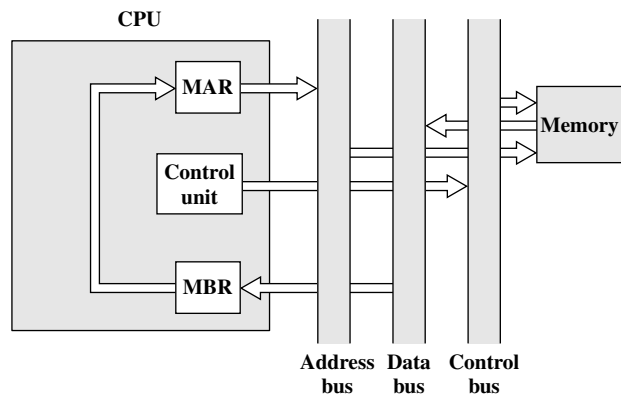 CPU
MAR
Memory
Control
unit
MBR
Address
bus
Data
bus
Control
bus